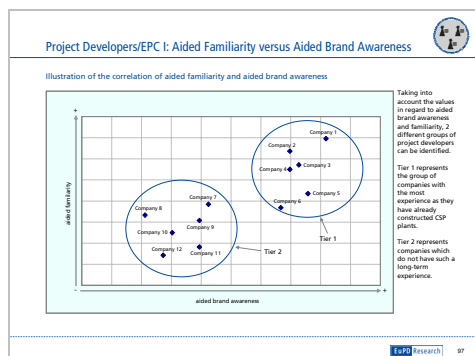 Project Developers/EPC I: Aided Familiarity versus Aided Brand Awareness
Illustration of the correlation of aided familiarity and aided brand awareness
+
aided familiarity
-
Company 1
Company 2
Company 3
Company 4
Company 5
Company 6
Tier 1
Company 7
Company 8
Company 9
Company 10
Company 11
Company 12
Tier 2
+
aided brand awareness
Taking into
account the values
in regard to aided
brand awareness
and familiarity, 2
different groups of
project developers
can be identified.
Tier 1 represents
the group of
companies with
the most
experience as they
have already
constructed CSP
plants.
Tier 2 represents
companies which
do not have such a
long-term
experience.
EuPD Research
97